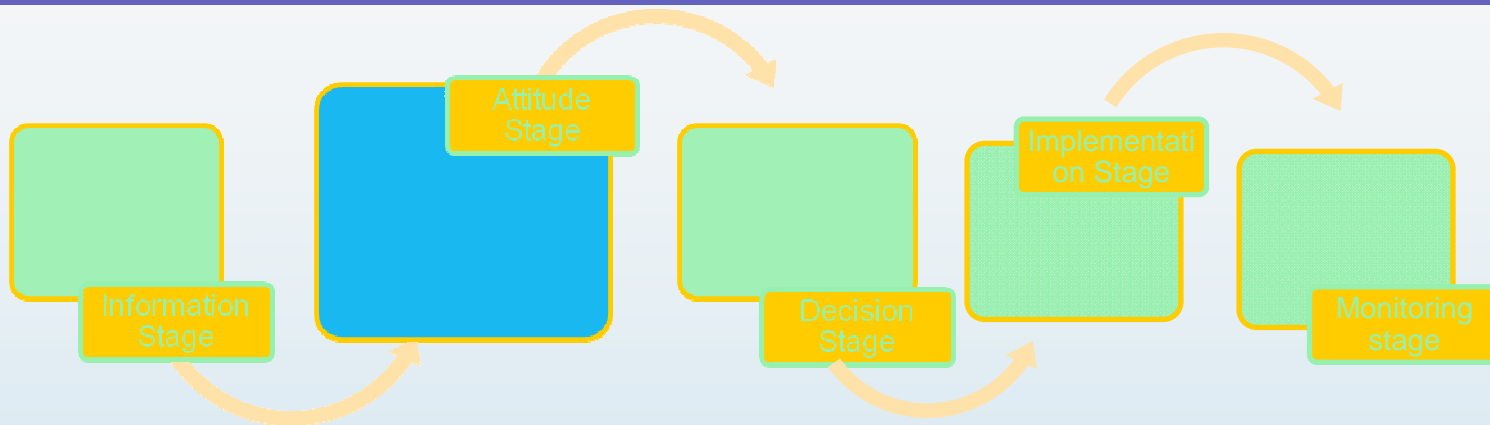 Information
Stage
Attitude
Stage
Decision
Stage
Implementati
on Stage
Monitoring
stage